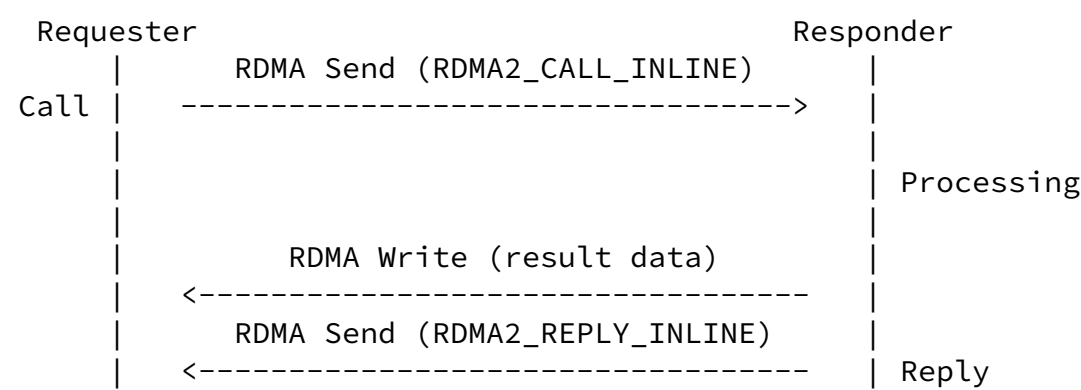 Requester Responder
RDMA Send (RDMA2_CALL_INLINE)
Call
Processing
RDMA Write (result data)
RDMA Send (RDMA2_REPLY_INLINE)
Reply